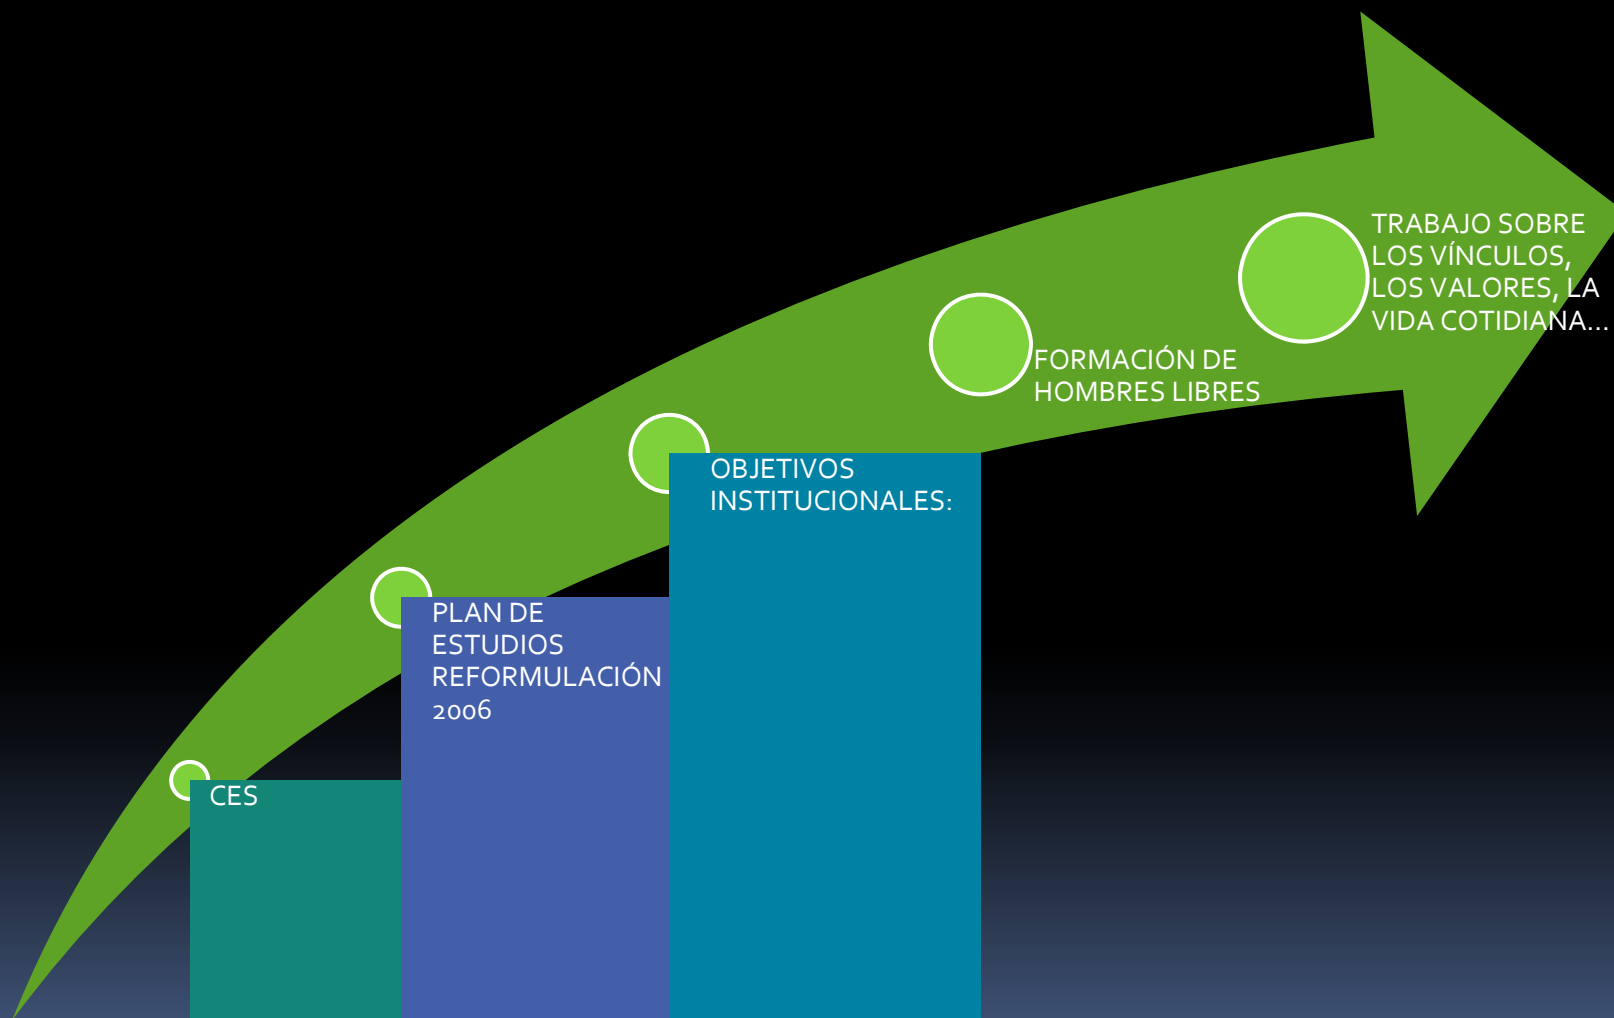 CES
PLAN DE
ESTUDIOS
REFORMULACIÓN
2006
OBJETIVOS
INSTITUCIONALES:
FORMACIÓN DE
HOMBRES LIBRES
TRABAJO SOBRE
LOS VÍNCULOS,
LOS VALORES, LA
VIDA COTIDIANA...